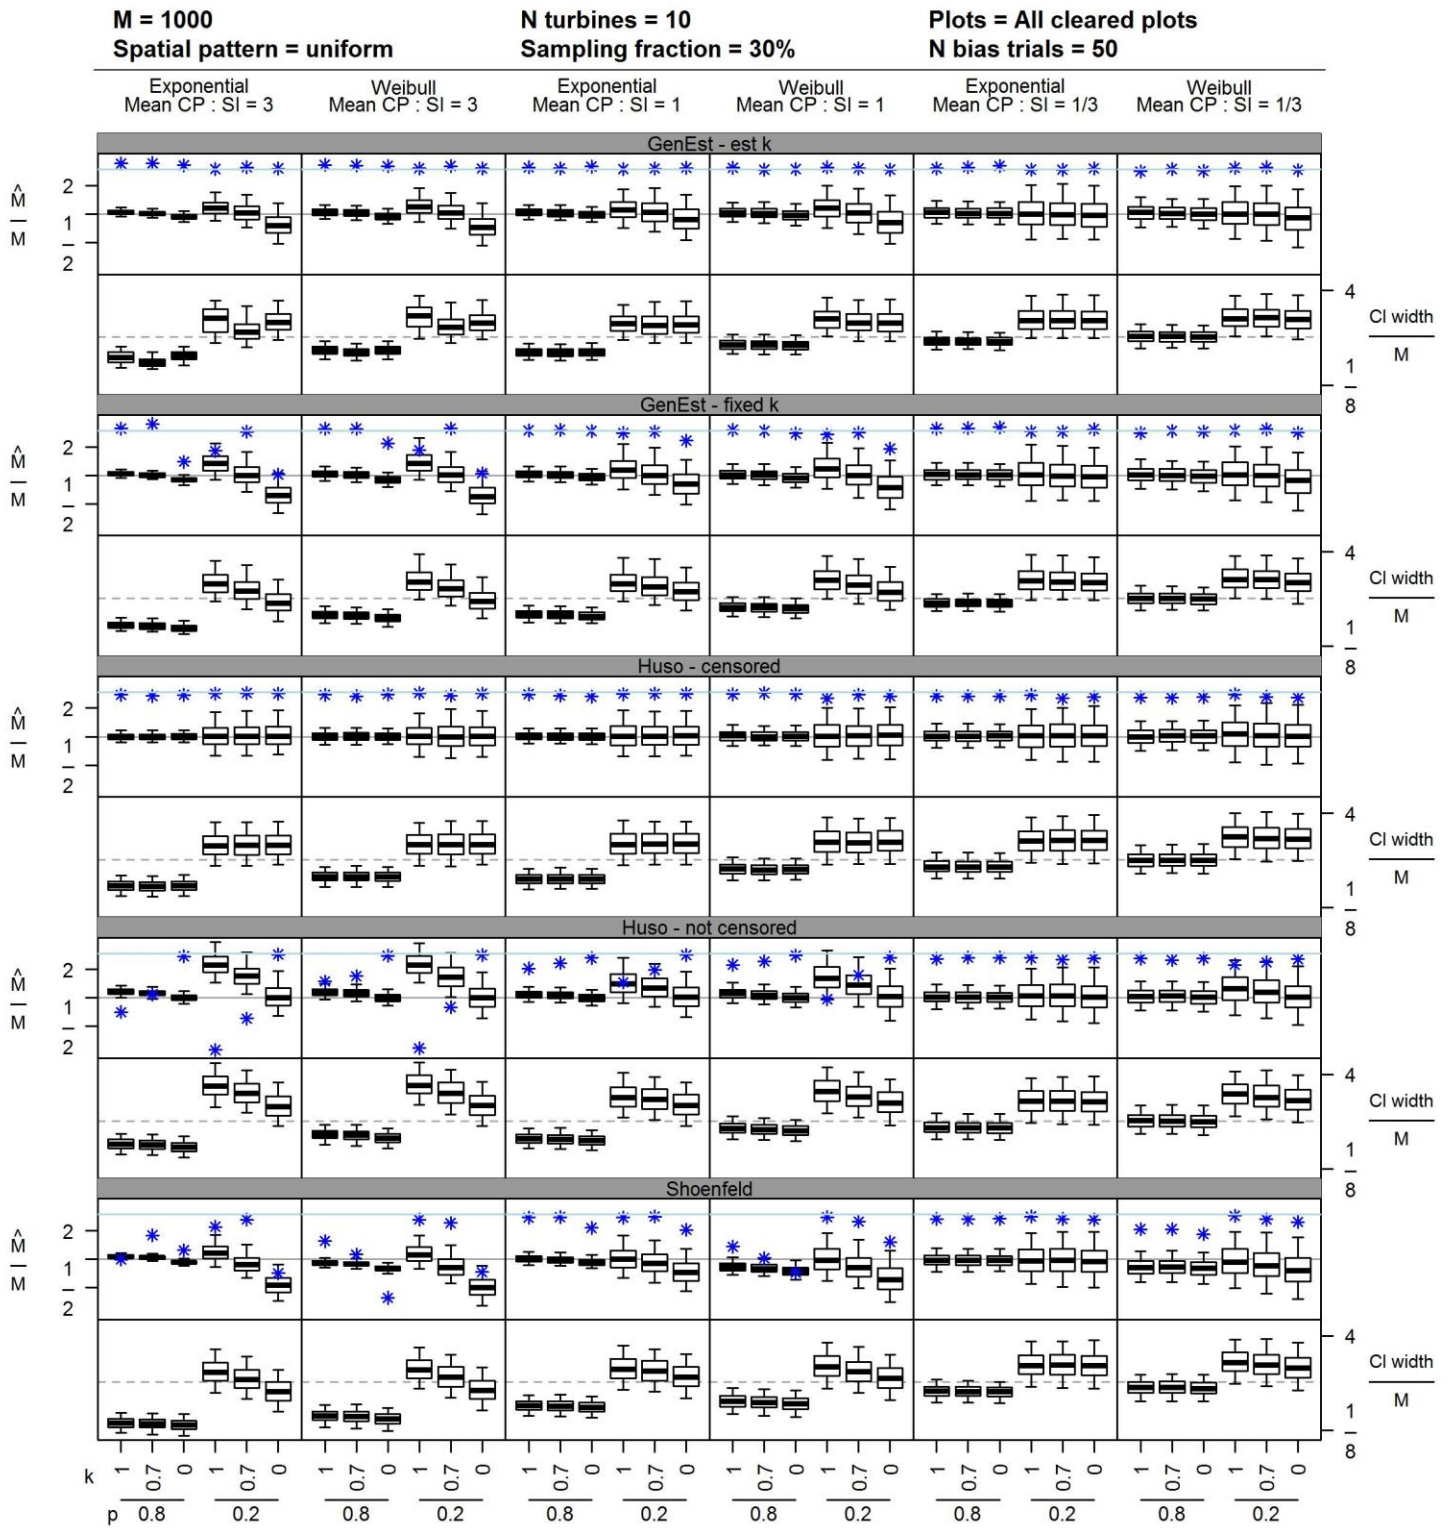 M = 1000 N turbines = 10 Plots = All cleared plots
Spatial pattern = uniform Sampling fraction = 30% N bias trials = 50
Exponential Weibull Exponential Weibull Exponential Weibull
Mean CP : SI = 3 Mean CP : SI = 3 Mean CP : SI = 1 Mean CP : SI = 1 Mean CP : SI = 1/3 Mean CP : SI = 1/3
GenEst - est k
M̂
M
2
1
2
4
1
8
CI width
M
GenEst - fixed k
M̂
M
2
1
2
4
1
8
CI width
M
Huso - censored
M̂
M
2
1
2
4
1
8
CI width
M
Huso - not censored
M̂
M
2
1
2
4
1
8
CI width
M
Shoenfeld
M̂
M
2
1
2
4
1
8
CI width
M
k 1 0.7 0 1 0.7 0 1 0.7 0 1 0.7 0 1 0.7 0 1 0.7 0 1 0.7 0 1 0.7 0 1 0.7 0 1 0.7 0 1 0.7 0 1 0.7 0
p 0.8 0.2 0.8 0.2 0.8 0.2 0.8 0.2 0.8 0.2 0.8 0.2